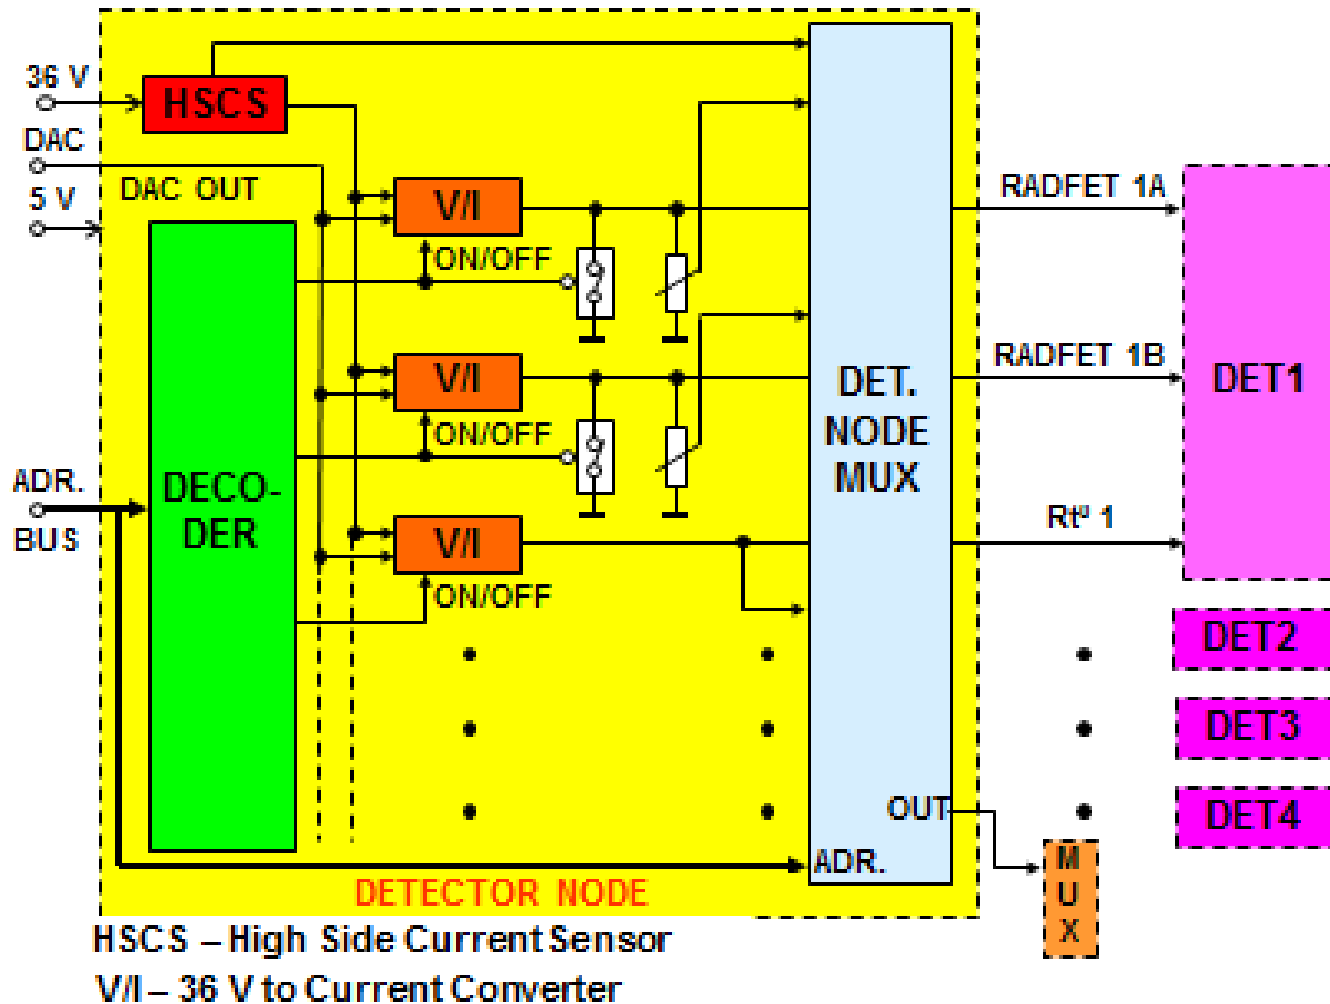 36 V
HSCS
DAC
DAC OUT
5 V
V/I
ON/OFF
RADFET 1A
V/I
ON/OFF
RADFET 1B
DET1
DET.
NODE
MUX
ADR.
BUS
DECO-
DER
V/I
ON/OFF
Rtº 1
DET2
DET3
DET4
OUT
ADR.
M
U
X
DETECTOR NODE
HSCS – High Side Current Sensor
V/I – 36 V to Current Converter